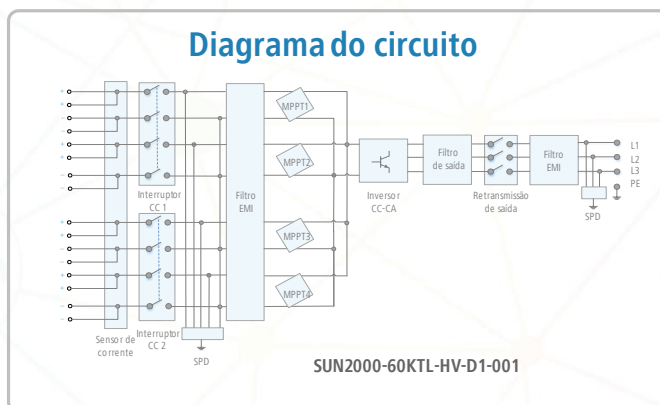 Diagrama do circuito
+
+
−
−
+
+
−
−
+
+
−
−
+
+
−
−
Sensor de
corrente
Interruptor
CC 1
Interruptor
CC 2
SPD
Filtro
EMI
MPPT1
MPPT2
MPPT3
MPPT4
Inversor
CC-CA
Filtro
de saída
Retransmissão
de saída
Filtro
EMI
SPD
L1
L2
L3
PE
SUN2000-60KTL-HV-D1-001